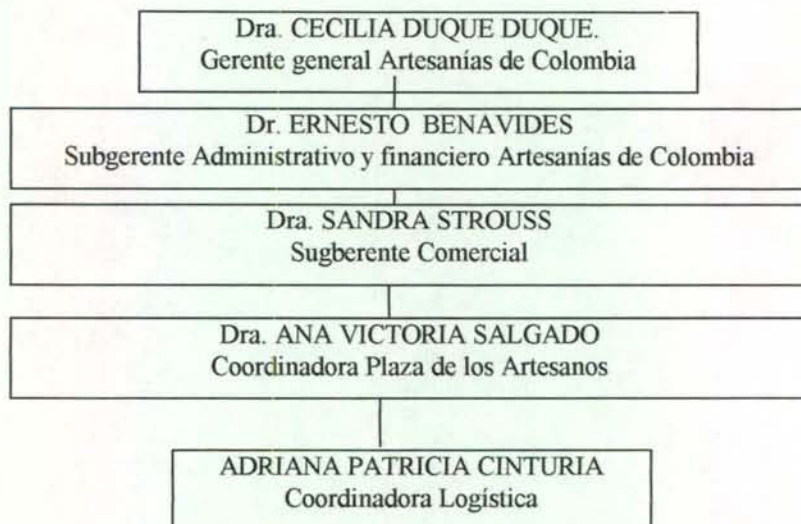 Dra. CECILIA DUQUE DUQUE.
Gerente general Artesanías de Colombia
Dr. ERNESTO BENAVIDES
Subgerente Administrativo y financiero Artesanías de Colombia
Dra. SANDRA STROUSS
Sugberente Comercial
Dra. ANA VICTORIA SALGADO
Coordinadora Plaza de los Artesanos
ADRIANA PATRICIA CINTURIA
Coordinadora Logística